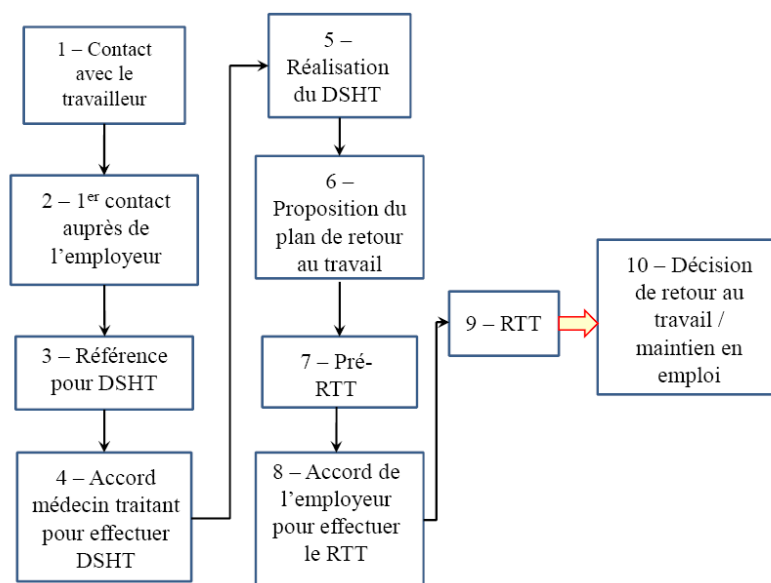 1 – Contact
avec le
travailleur
2 – 1er contact
auprès de
l'employeur
3 – Référence
pour DSHT
4 – Accord
médecin traitant
pour effectuer
DSHT
5 –
Réalisation
du DSHT
6 –
Proposition du
plan de retour
au travail
7 – Pré-
RTT
8 – Accord de
l'employeur
pour effectuer
le RTT
9 – RTT
10 – Décision
de retour au
travail /
maintien en
emploi